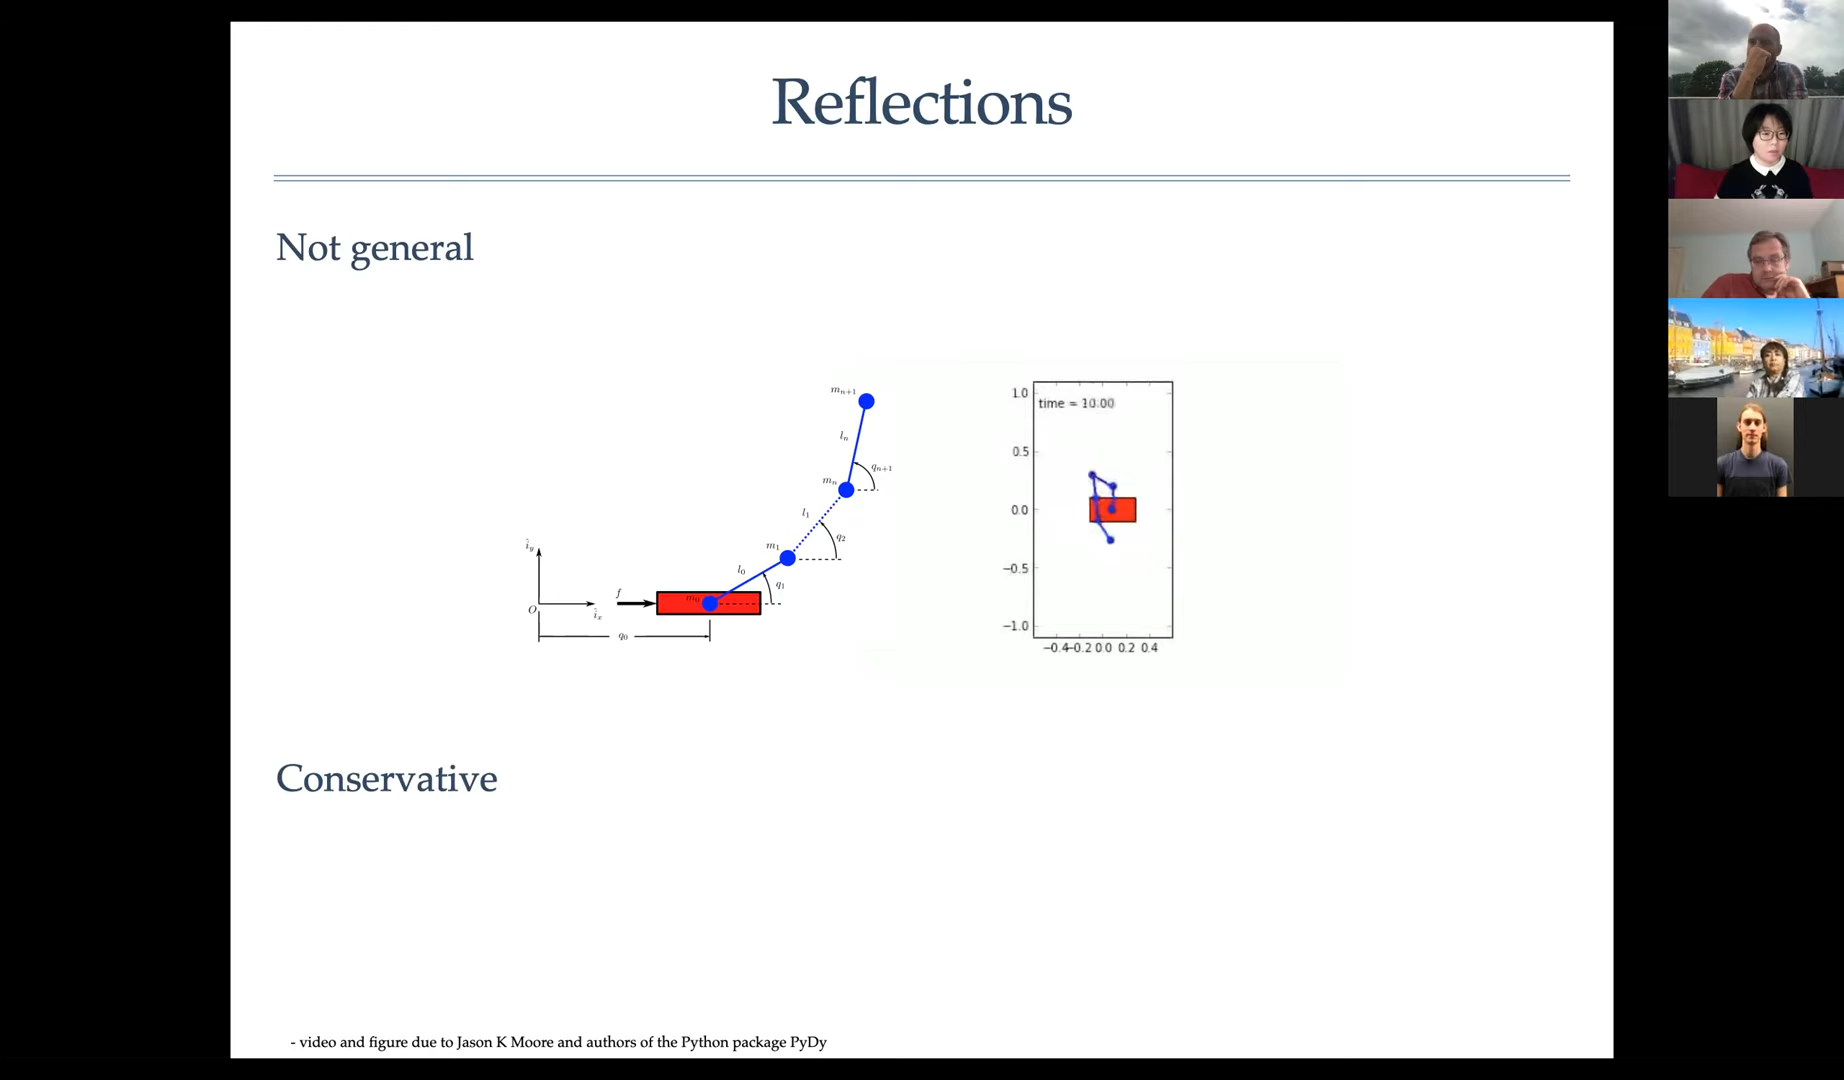 Reflections
Not general
m_{n+1}
l_n
q_{n+1}
m_n
l_1
q_2
m_1
l_0
q_1
î_y
O
î_x
f
m_0
q_0
1.0
time = 10.00
0.5
0.0
−0.5
−1.0
−0.4−0.2 0.0 0.2 0.4
Conservative
- video and figure due to Jason K Moore and authors of the Python package PyDy